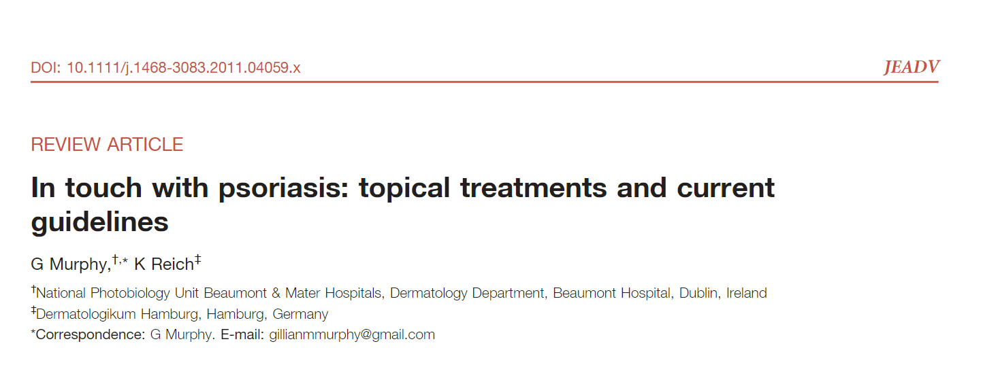 DOI: 10.1111/j.1468-3083.2011.04059.x
JEADV
REVIEW ARTICLE
In touch with psoriasis: topical treatments and current
guidelines
G Murphy,†,* K Reich‡
†National Photobiology Unit Beaumont & Mater Hospitals, Dermatology Department, Beaumont Hospital, Dublin, Ireland
‡Dermatologikum Hamburg, Hamburg, Germany
*Correspondence: G Murphy. E-mail: gillianmmurphy@gmail.com